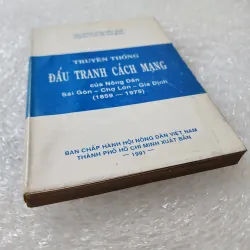 TRUYỀN THỐNG
ĐẤU TRANH CÁCH MẠNG
của Nông Dân
Sài Gòn - Chợ Lớn - Gia Định
(1859 - 1975)
BAN CHẤP HÀNH HỘI NÔNG DÂN VIỆT NAM
THÀNH PHỐ HỒ CHÍ MINH XUẤT BẢN
- 1991 -